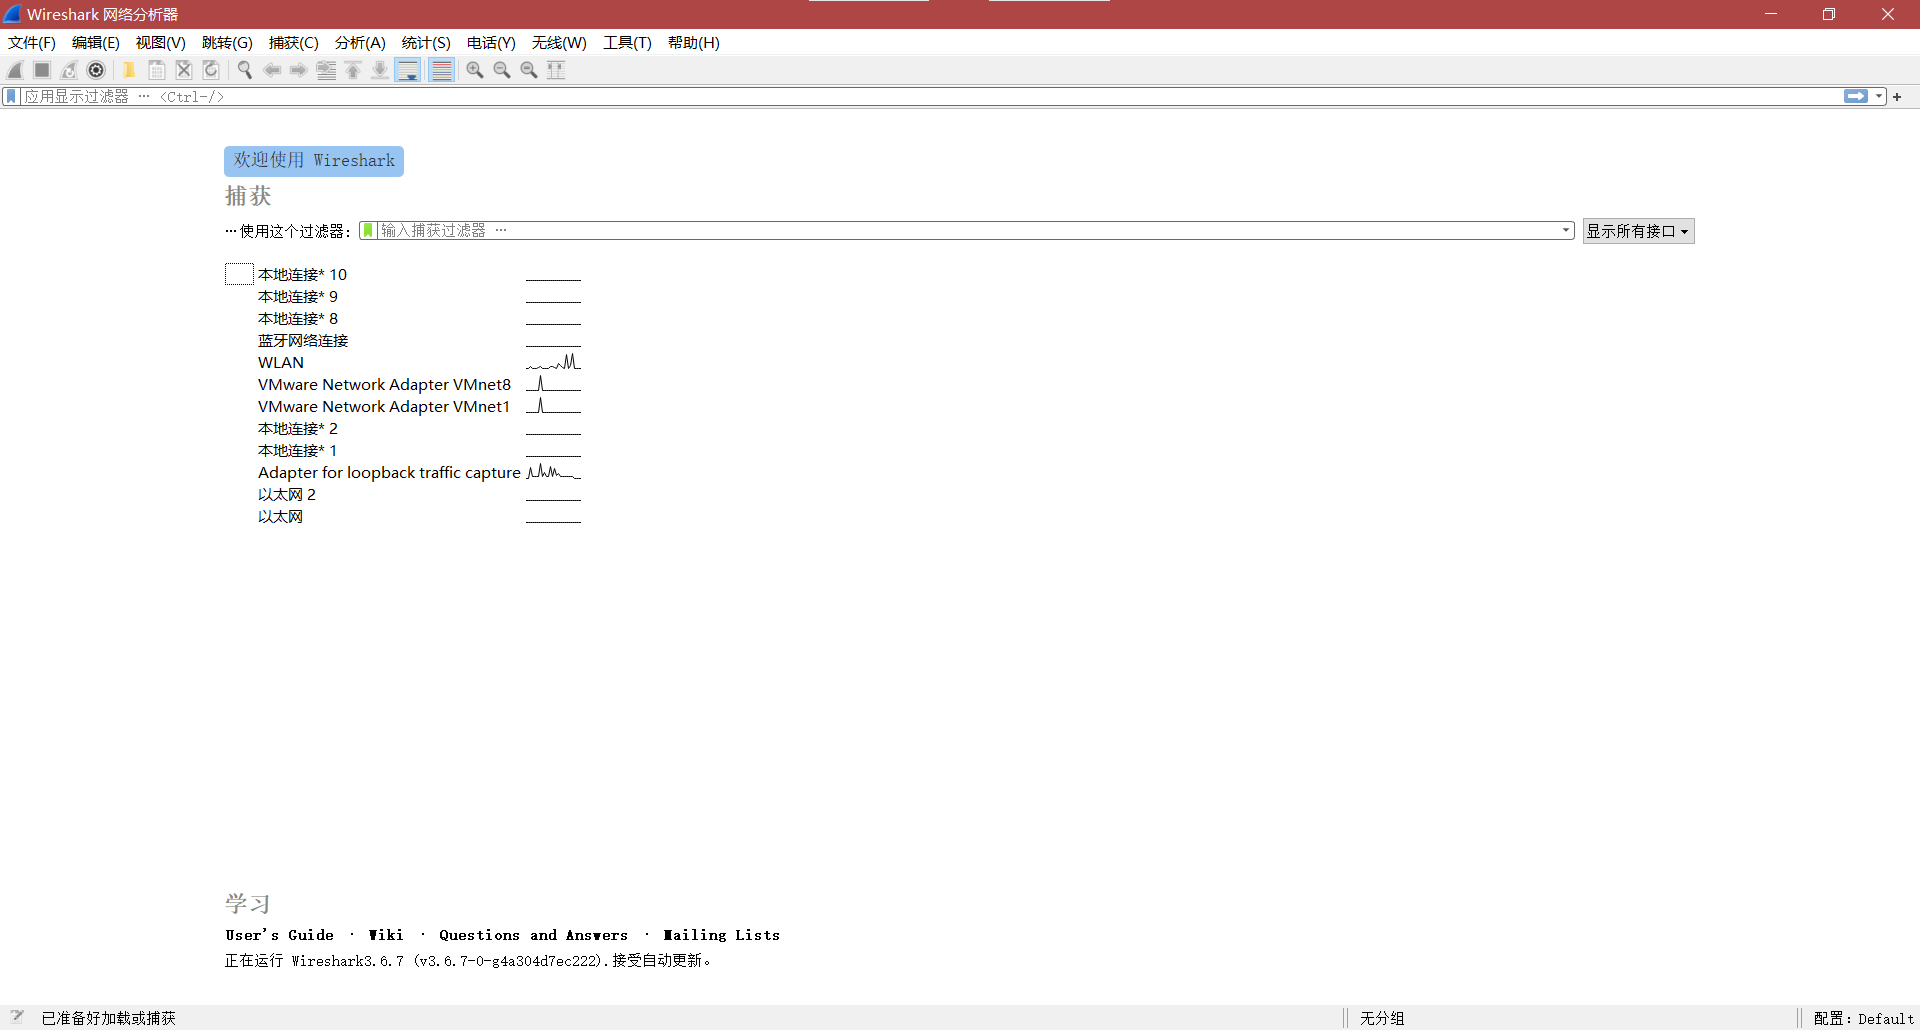 Wireshark 网络分析器
文件(F) 编辑(E) 视图(V) 跳转(G) 捕获(C) 分析(A) 统计(S) 电话(Y) 无线(W) 工具(T) 帮助(H)
应用显示过滤器 … <Ctrl-/>
欢迎使用 Wireshark
捕获
…使用这个过滤器: 输入捕获过滤器 … 显示所有接口
本地连接* 10
本地连接* 9
本地连接* 8
蓝牙网络连接
WLAN
VMware Network Adapter VMnet8
VMware Network Adapter VMnet1
本地连接* 2
本地连接* 1
Adapter for loopback traffic capture
以太网 2
以太网
学习
User's Guide · Wiki · Questions and Answers · Mailing Lists
正在运行 Wireshark3.6.7 (v3.6.7-0-g4a304d7ec222).接受自动更新。
已准备好加载或捕获 无分组 配置:Default